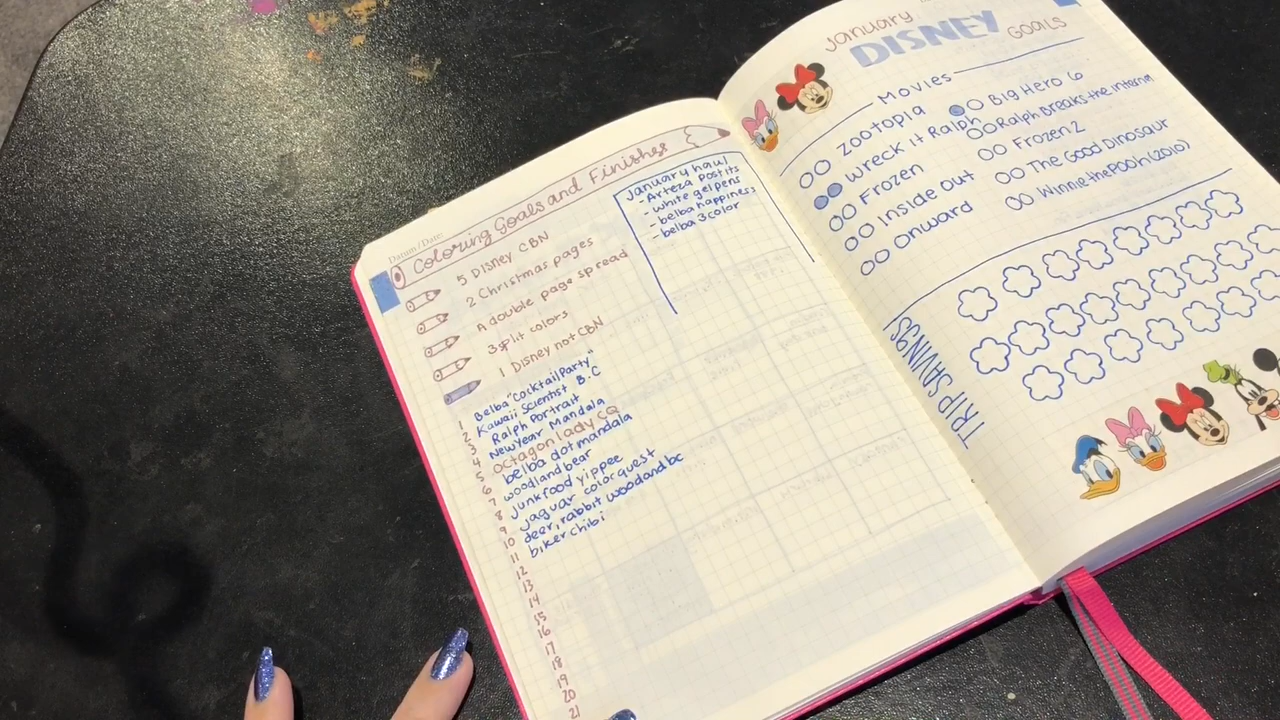 Datum/Date:
Coloring Goals and Finishes
5 Disney CBN
2 Christmas pages
A double page spread
3 split colors
1 Disney not CBN
January haul
- Arteza Postits
- white gel pens
- belba happiness
- belba 3 color
1 Belba "Cocktail Party"
2 Kawaii Scientist B.C
3 Ralph Portrait
4 New Year Mandala
5 Octagon lady CQ
6 belba dot mandala
7 woodland bear
8 junk food yippee
9 jaguar color quest
10 deer, rabbit woodland bc
11 biker chibi
12
13
14
15
16
17
18
19
20
21
January
DISNEY
GOALS
Movies
Zootopia
Wreck it Ralph
Frozen
Inside Out
Onward
Big Hero 6
Ralph Breaks the Internet
Frozen 2
The Good Dinosaur
Winnie the Pooh (2010)
TRIP SAVINGS!